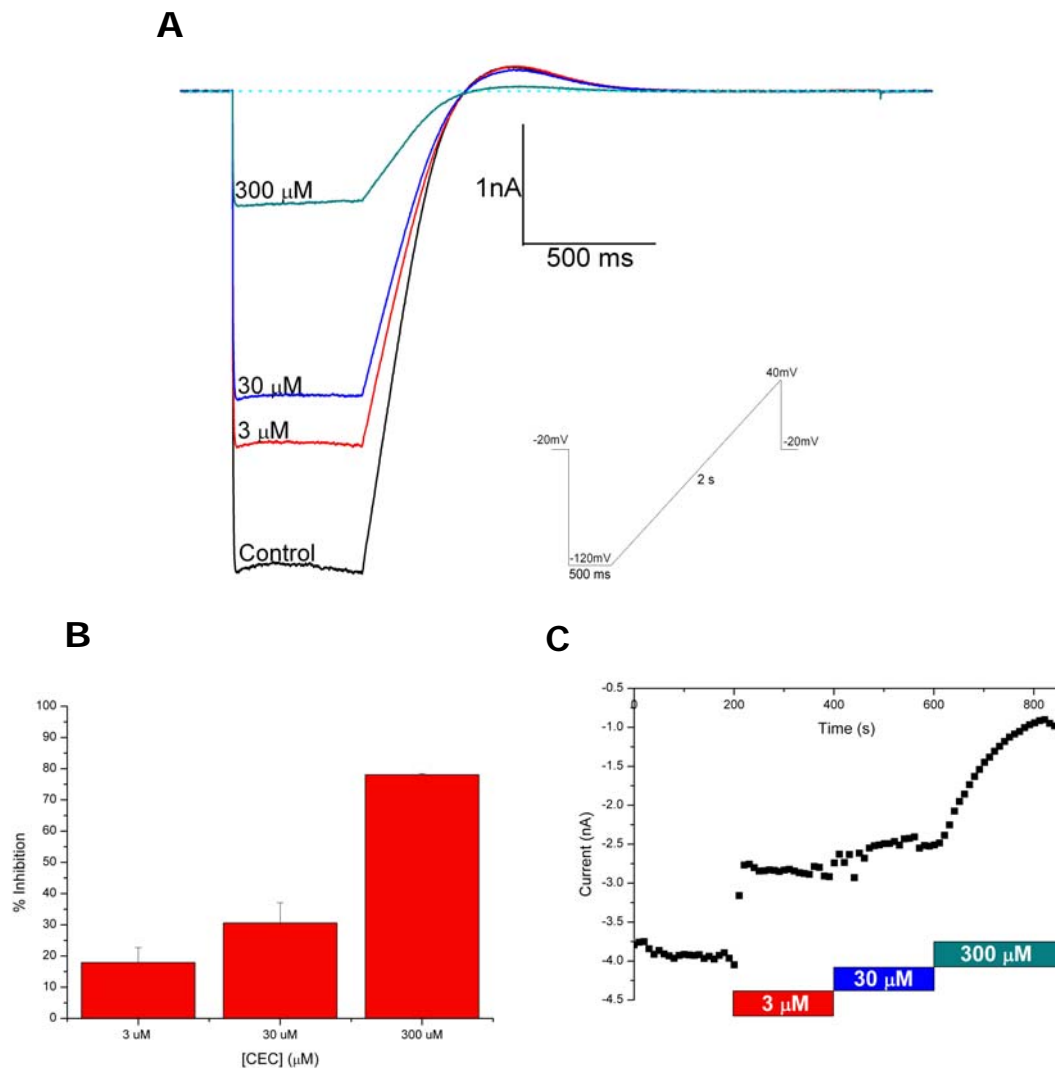 A
300 μM
1nA
500 ms
30 μM
3 μM
Control
40mV
-20mV
-20mV
2 s
-120mV
500 ms
B
100
90
80
70
60
50
40
30
20
10
0
% Inhibition
3 uM
30 uM
300 uM
[CEC] (μM)
C
-0.5
-1.0
-1.5
-2.0
-2.5
-3.0
-3.5
-4.0
-4.5
Current (nA)
0
200
400
600
800
Time (s)
300 μM
30 μM
3 μM